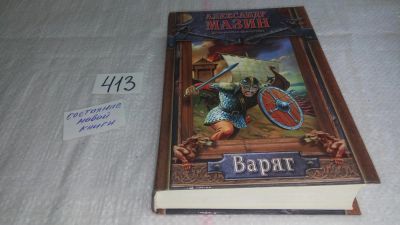 413
состояние
новой
книги
АЛЕКСАНДР
МАЗИН
Варяг